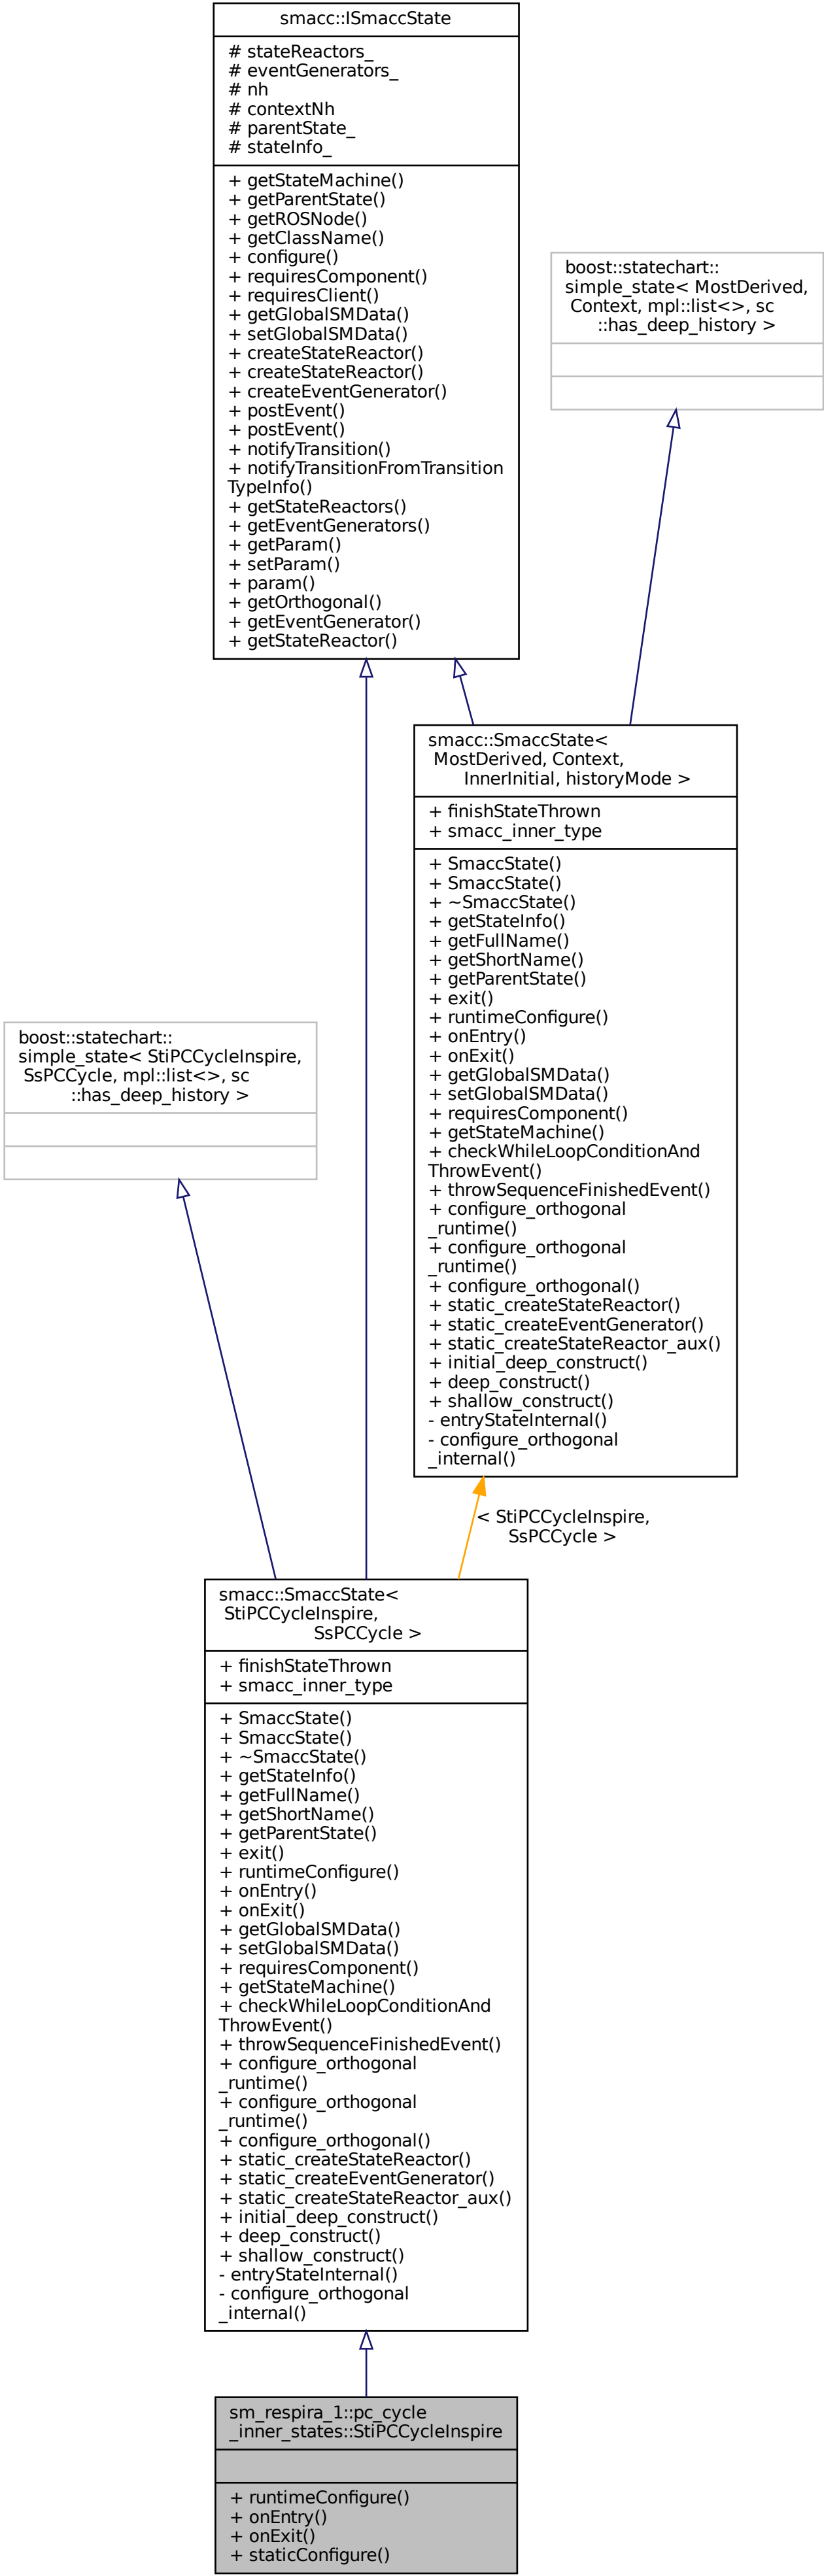 smacc::ISmaccState
# stateReactors_
# eventGenerators_
# nh
# contextNh
# parentState_
# stateInfo_
+ getStateMachine()
+ getParentState()
+ getROSNode()
+ getClassName()
+ configure()
+ requiresComponent()
+ requiresClient()
+ getGlobalSMData()
+ setGlobalSMData()
+ createStateReactor()
+ createStateReactor()
+ createEventGenerator()
+ postEvent()
+ postEvent()
+ notifyTransition()
+ notifyTransitionFromTransition
TypeInfo()
+ getStateReactors()
+ getEventGenerators()
+ getParam()
+ setParam()
+ param()
+ getOrthogonal()
+ getEventGenerator()
+ getStateReactor()
boost::statechart::
simple_state< MostDerived,
Context, mpl::list<>, sc
::has_deep_history >
smacc::SmaccState<
MostDerived, Context,
InnerInitial, historyMode >
+ finishStateThrown
+ smacc_inner_type
+ SmaccState()
+ SmaccState()
+ ~SmaccState()
+ getStateInfo()
+ getFullName()
+ getShortName()
+ getParentState()
+ exit()
+ runtimeConfigure()
+ onEntry()
+ onExit()
+ getGlobalSMData()
+ setGlobalSMData()
+ requiresComponent()
+ getStateMachine()
+ checkWhileLoopConditionAnd
ThrowEvent()
+ throwSequenceFinishedEvent()
+ configure_orthogonal
_runtime()
+ configure_orthogonal
_runtime()
+ configure_orthogonal()
+ static_createStateReactor()
+ static_createEventGenerator()
+ static_createStateReactor_aux()
+ initial_deep_construct()
+ deep_construct()
+ shallow_construct()
- entryStateInternal()
- configure_orthogonal
_internal()
boost::statechart::
simple_state< StiPCCycleInspire,
SsPCCycle, mpl::list<>, sc
::has_deep_history >
< StiPCCycleInspire,
SsPCCycle >
smacc::SmaccState<
StiPCCycleInspire,
SsPCCycle >
+ finishStateThrown
+ smacc_inner_type
+ SmaccState()
+ SmaccState()
+ ~SmaccState()
+ getStateInfo()
+ getFullName()
+ getShortName()
+ getParentState()
+ exit()
+ runtimeConfigure()
+ onEntry()
+ onExit()
+ getGlobalSMData()
+ setGlobalSMData()
+ requiresComponent()
+ getStateMachine()
+ checkWhileLoopConditionAnd
ThrowEvent()
+ throwSequenceFinishedEvent()
+ configure_orthogonal
_runtime()
+ configure_orthogonal
_runtime()
+ configure_orthogonal()
+ static_createStateReactor()
+ static_createEventGenerator()
+ static_createStateReactor_aux()
+ initial_deep_construct()
+ deep_construct()
+ shallow_construct()
- entryStateInternal()
- configure_orthogonal
_internal()
sm_respira_1::pc_cycle
_inner_states::StiPCCycleInspire
+ runtimeConfigure()
+ onEntry()
+ onExit()
+ staticConfigure()